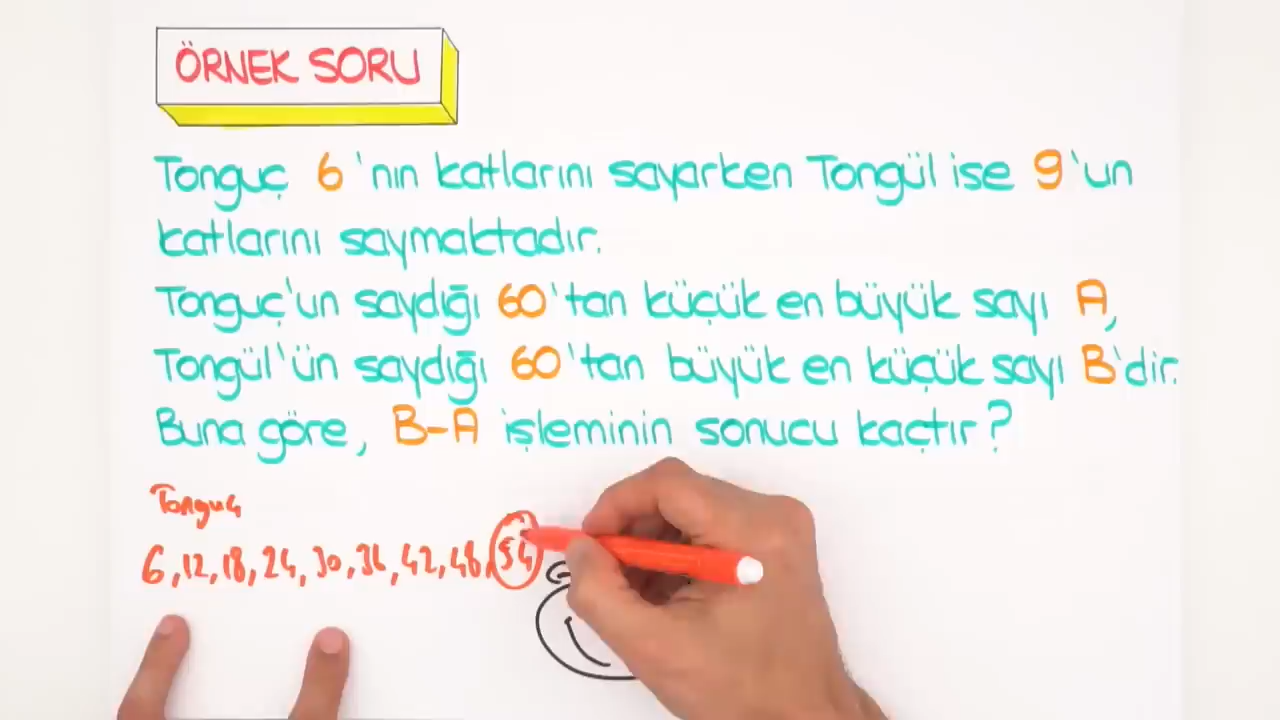 ÖRNEK SORU
Tonguç 6'nın katlarını sayarken Tongül ise 9'un
katlarını saymaktadır.
Tonguç'un saydığı 60'tan küçük en büyük sayı A,
Tongül'ün saydığı 60'tan büyük en küçük sayı B'dir.
Buna göre, B-A işleminin sonucu kaçtır?
Tonguç
6, 12, 18, 24, 30, 36, 42, 48, 54